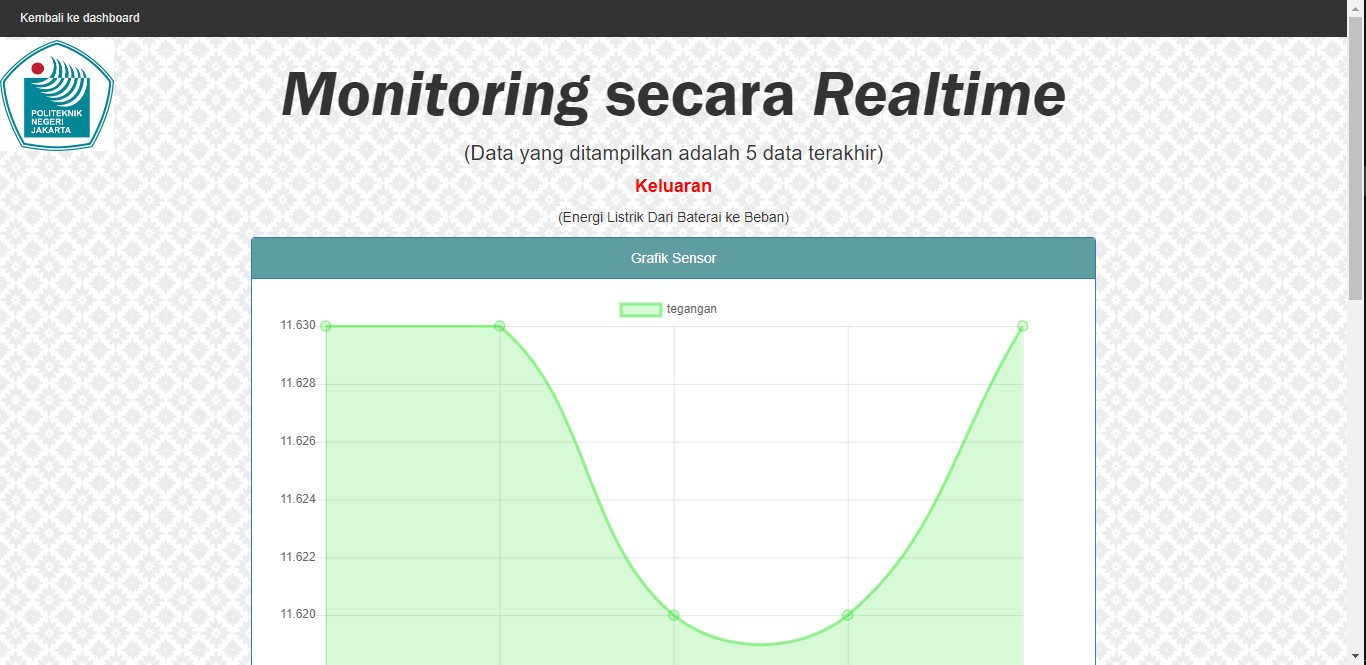 Kembali ke dashboard
POLITEKNIK
NEGERI
JAKARTA
Monitoring secara Realtime
(Data yang ditampilkan adalah 5 data terakhir)
Keluaran
(Energi Listrik Dari Baterai ke Beban)
Grafik Sensor
tegangan
11.630
11.628
11.626
11.624
11.622
11.620